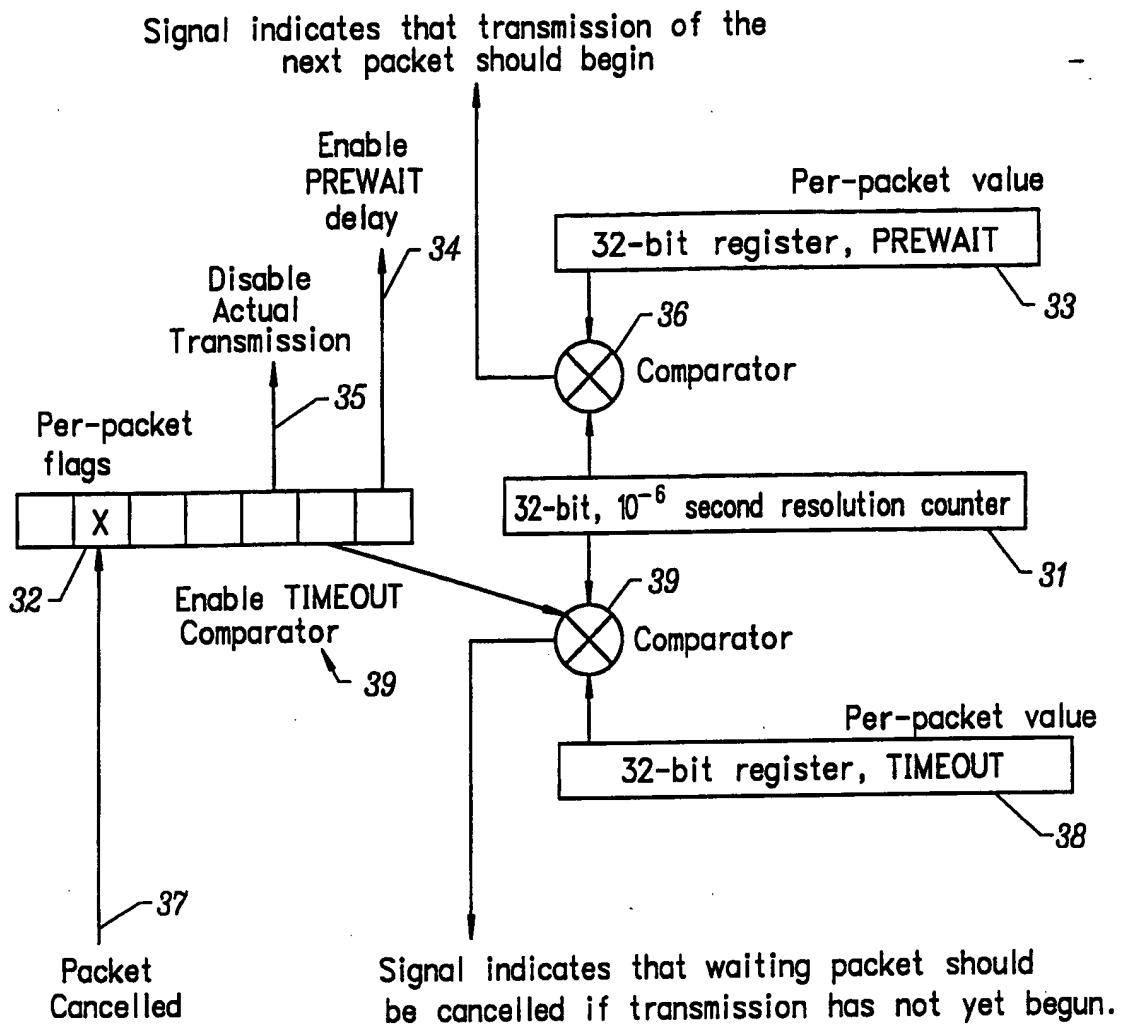 Signal indicates that transmission of the
next packet should begin
Enable
PREWAIT
delay
34
Per-packet value
32-bit register, PREWAIT
33
Disable
Actual
Transmission
35
36
Comparator
Per-packet
flags
X
32
32-bit, 10⁻⁶ second resolution counter
31
Enable TIMEOUT
Comparator
39
39
Comparator
Per-packet value
32-bit register, TIMEOUT
38
37
Packet
Cancelled
Signal indicates that waiting packet should
be cancelled if transmission has not yet begun.